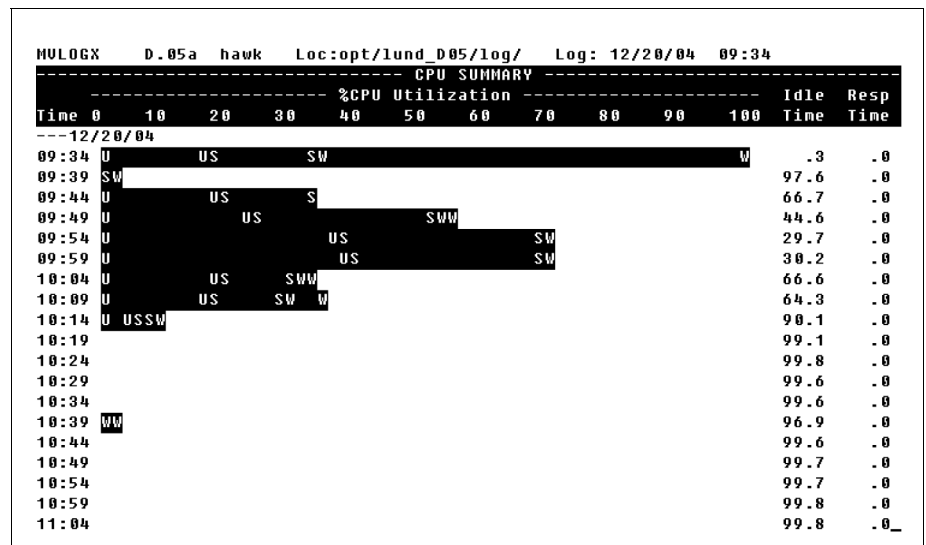 MVLOGX D.05a hawk Loc:opt/lund_D05/log/ Log: 12/20/04 09:34
---------------------------------- CPU SUMMARY ----------------------------------
----------------------- %CPU Utilization ----------------------- Idle Resp
Time 0 10 20 30 40 50 60 70 80 90 100 Time Time
---12/20/04
09:34 U US SW W .3 .0
09:39 SW 97.6 .0
09:44 U US S 66.7 .0
09:49 U US SWW 44.6 .0
09:54 U US SW 29.7 .0
09:59 U US SW 30.2 .0
10:04 U US SWW 66.6 .0
10:09 U US SW W 64.3 .0
10:14 U USSW 90.1 .0
10:19 99.1 .0
10:24 99.8 .0
10:29 99.6 .0
10:34 99.6 .0
10:39 WW 96.9 .0
10:44 99.6 .0
10:49 99.7 .0
10:54 99.7 .0
10:59 99.8 .0
11:04 99.8 .0_